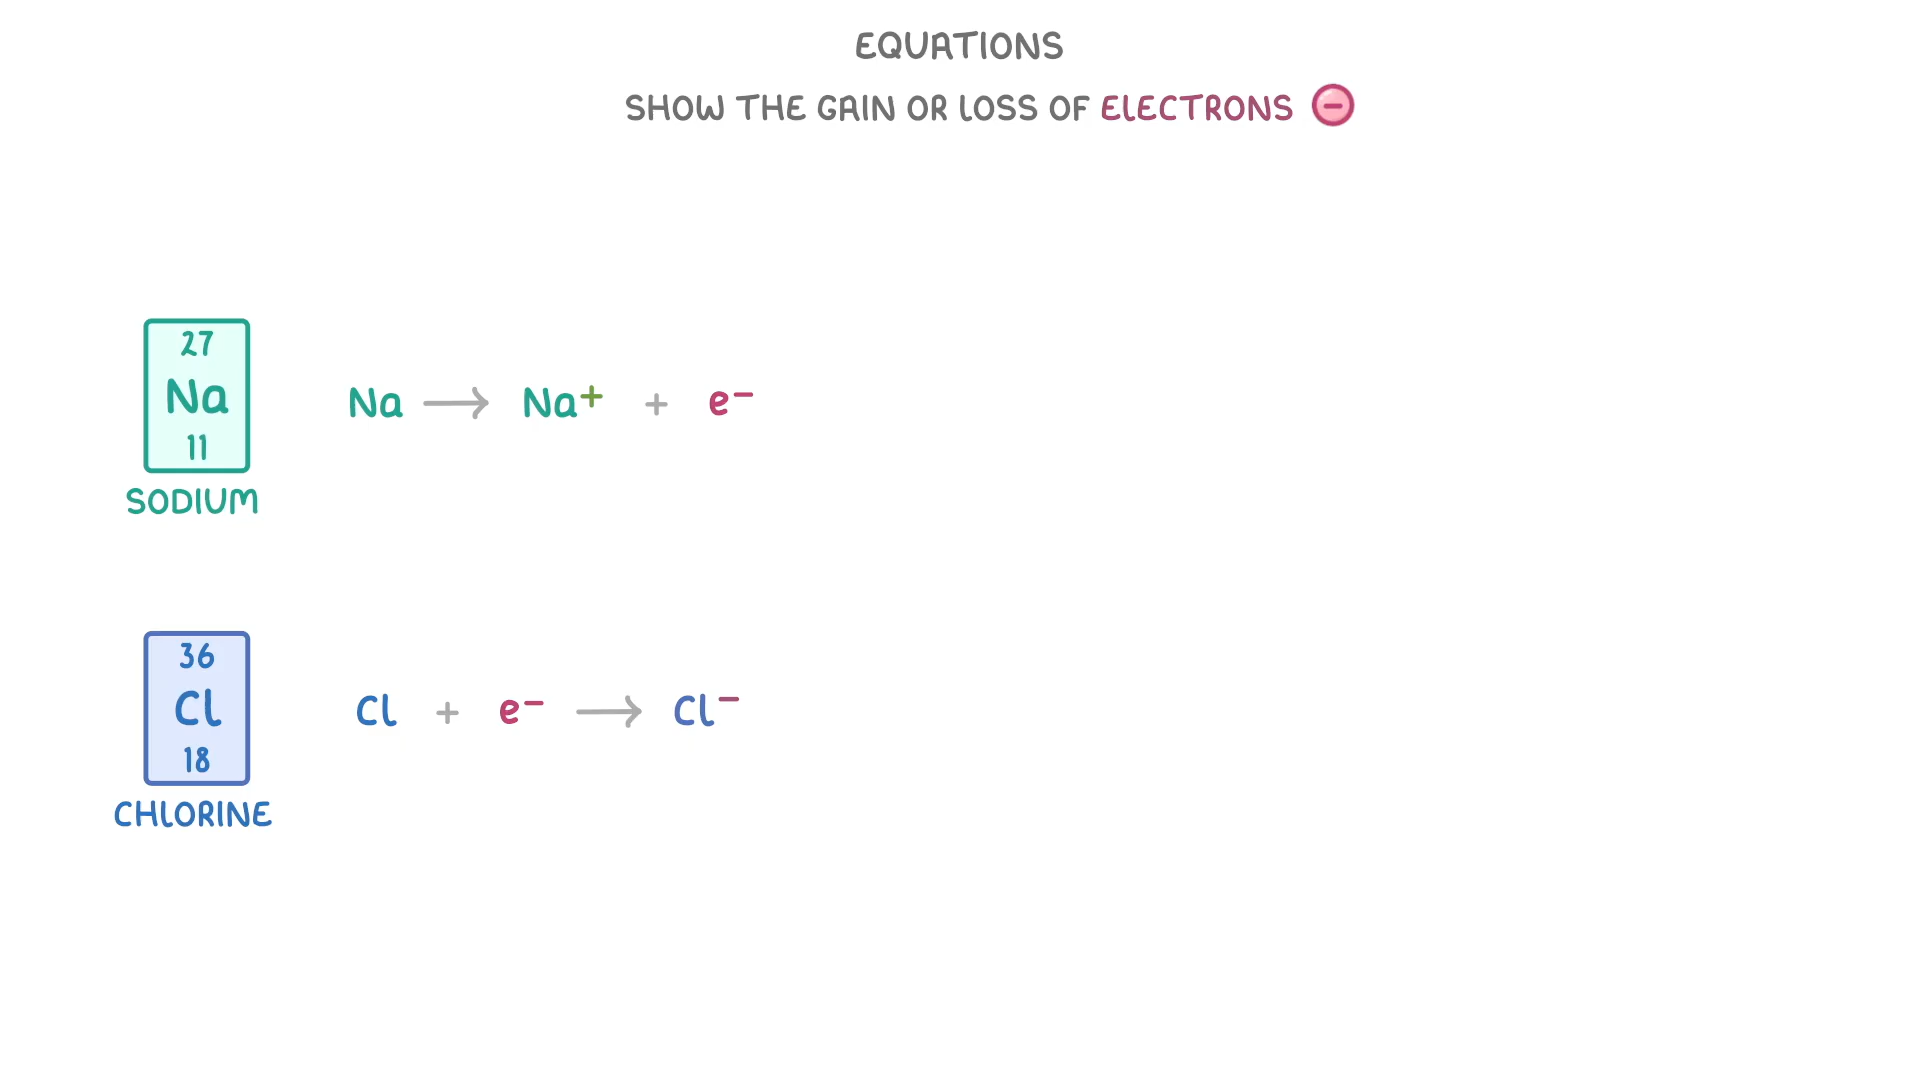 EQUATIONS
SHOW THE GAIN OR LOSS OF ELECTRONS −
27
Na
11
SODIUM
Na ⟶ Na⁺ + e⁻
36
Cl
18
CHLORINE
Cl + e⁻ ⟶ Cl⁻